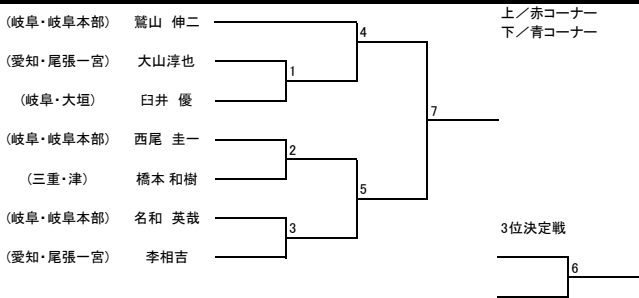 上／赤コーナー
下／青コーナー
(岐阜・岐阜本部) 鷲山 伸二
4
(愛知・尾張一宮) 大山淳也
1
(岐阜・大垣) 臼井 優
7
(岐阜・岐阜本部) 西尾 圭一
2
(三重・津) 橋本 和樹
5
(岐阜・岐阜本部) 名和 英哉
3
3位決定戦
(愛知・尾張一宮) 李相吉
6